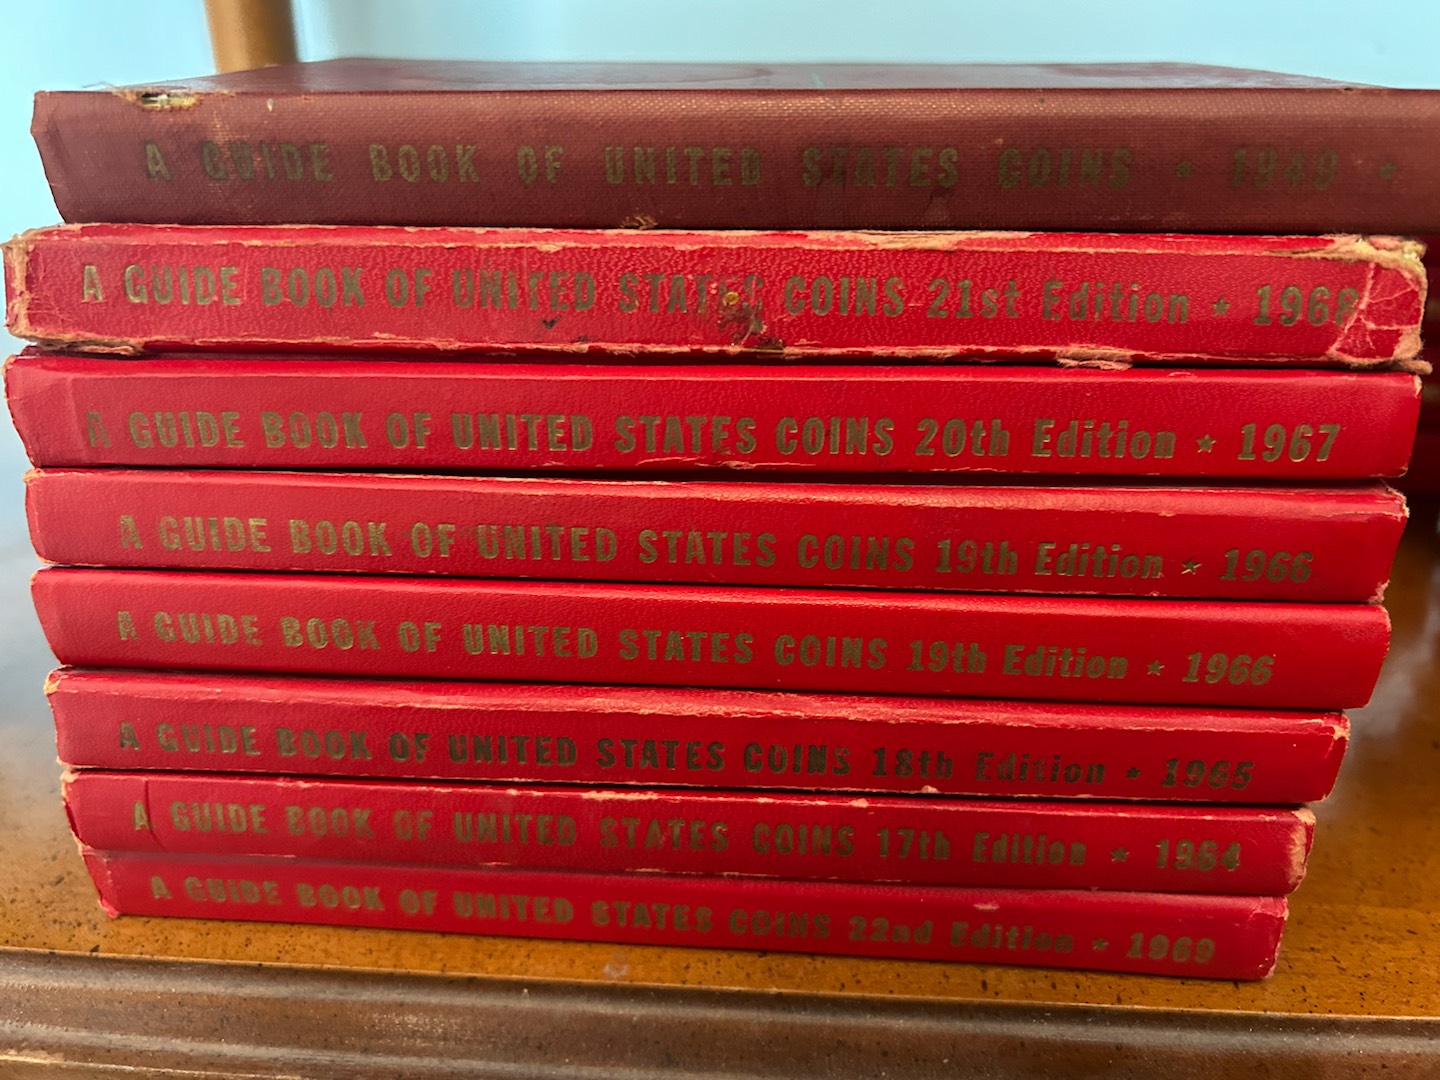 A GUIDE BOOK OF UNITED STATES COINS ★ 1949 ★
A GUIDE BOOK OF UNITED STATES COINS 21st Edition ★ 1968
A GUIDE BOOK OF UNITED STATES COINS 20th Edition ★ 1967
A GUIDE BOOK OF UNITED STATES COINS 19th Edition ★ 1966
A GUIDE BOOK OF UNITED STATES COINS 19th Edition ★ 1966
A GUIDE BOOK OF UNITED STATES COINS 18th Edition ★ 1965
A GUIDE BOOK OF UNITED STATES COINS 17th Edition ★ 1964
A GUIDE BOOK OF UNITED STATES COINS 22nd Edition ★ 1969